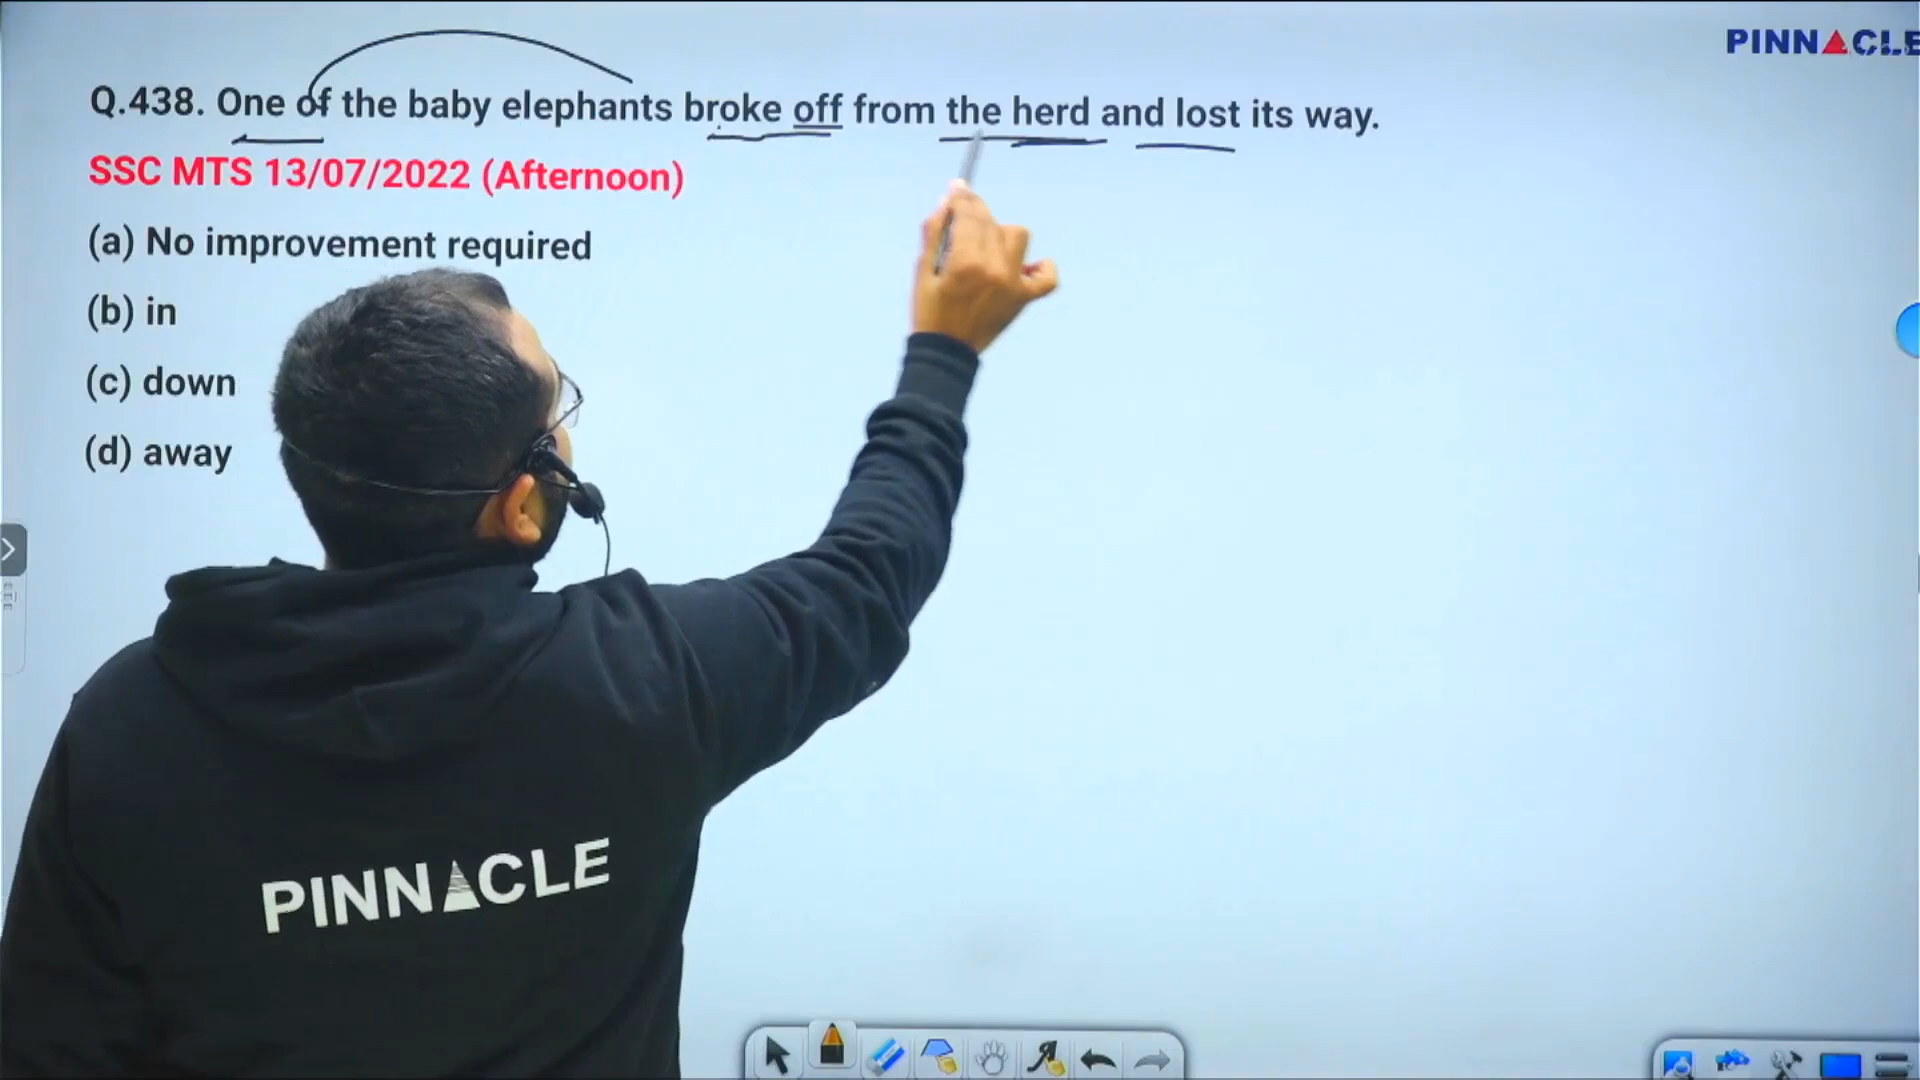 PINNACLE
Q.438. One of the baby elephants broke off from the herd and lost its way.
SSC MTS 13/07/2022 (Afternoon)
(a) No improvement required
(b) in
(c) down
(d) away
PINNACLE